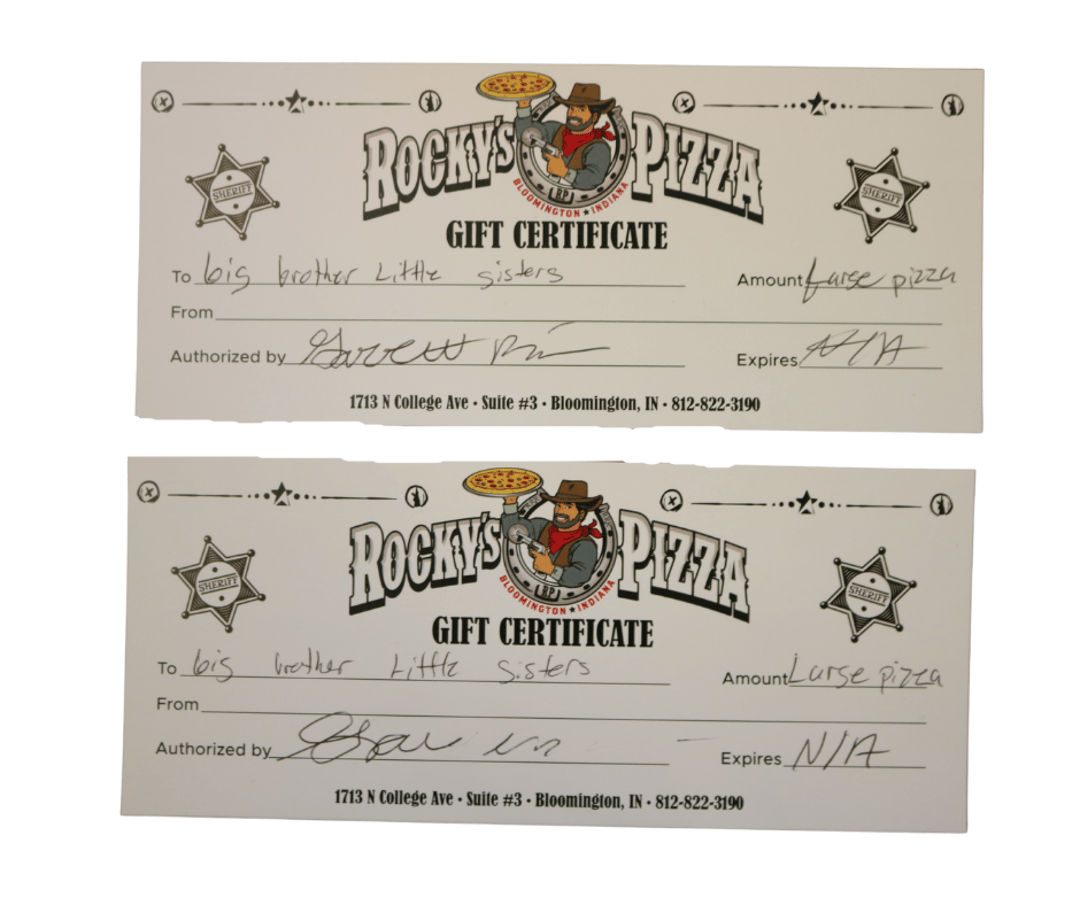 ROCKY'S PIZZA
RP
BLOOMINGTON ★ INDIANA
SHERIFF SHERIFF
GIFT CERTIFICATE
To big brother Little sisters Amount Large pizza
From
Authorized by Garrett Expires N/A
1713 N College Ave • Suite #3 • Bloomington, IN • 812-822-3190
ROCKY'S PIZZA
RP
BLOOMINGTON ★ INDIANA
SHERIFF SHERIFF
GIFT CERTIFICATE
To big brother Little Sisters Amount Large pizza
From
Authorized by Expires N/A
1713 N College Ave • Suite #3 • Bloomington, IN • 812-822-3190